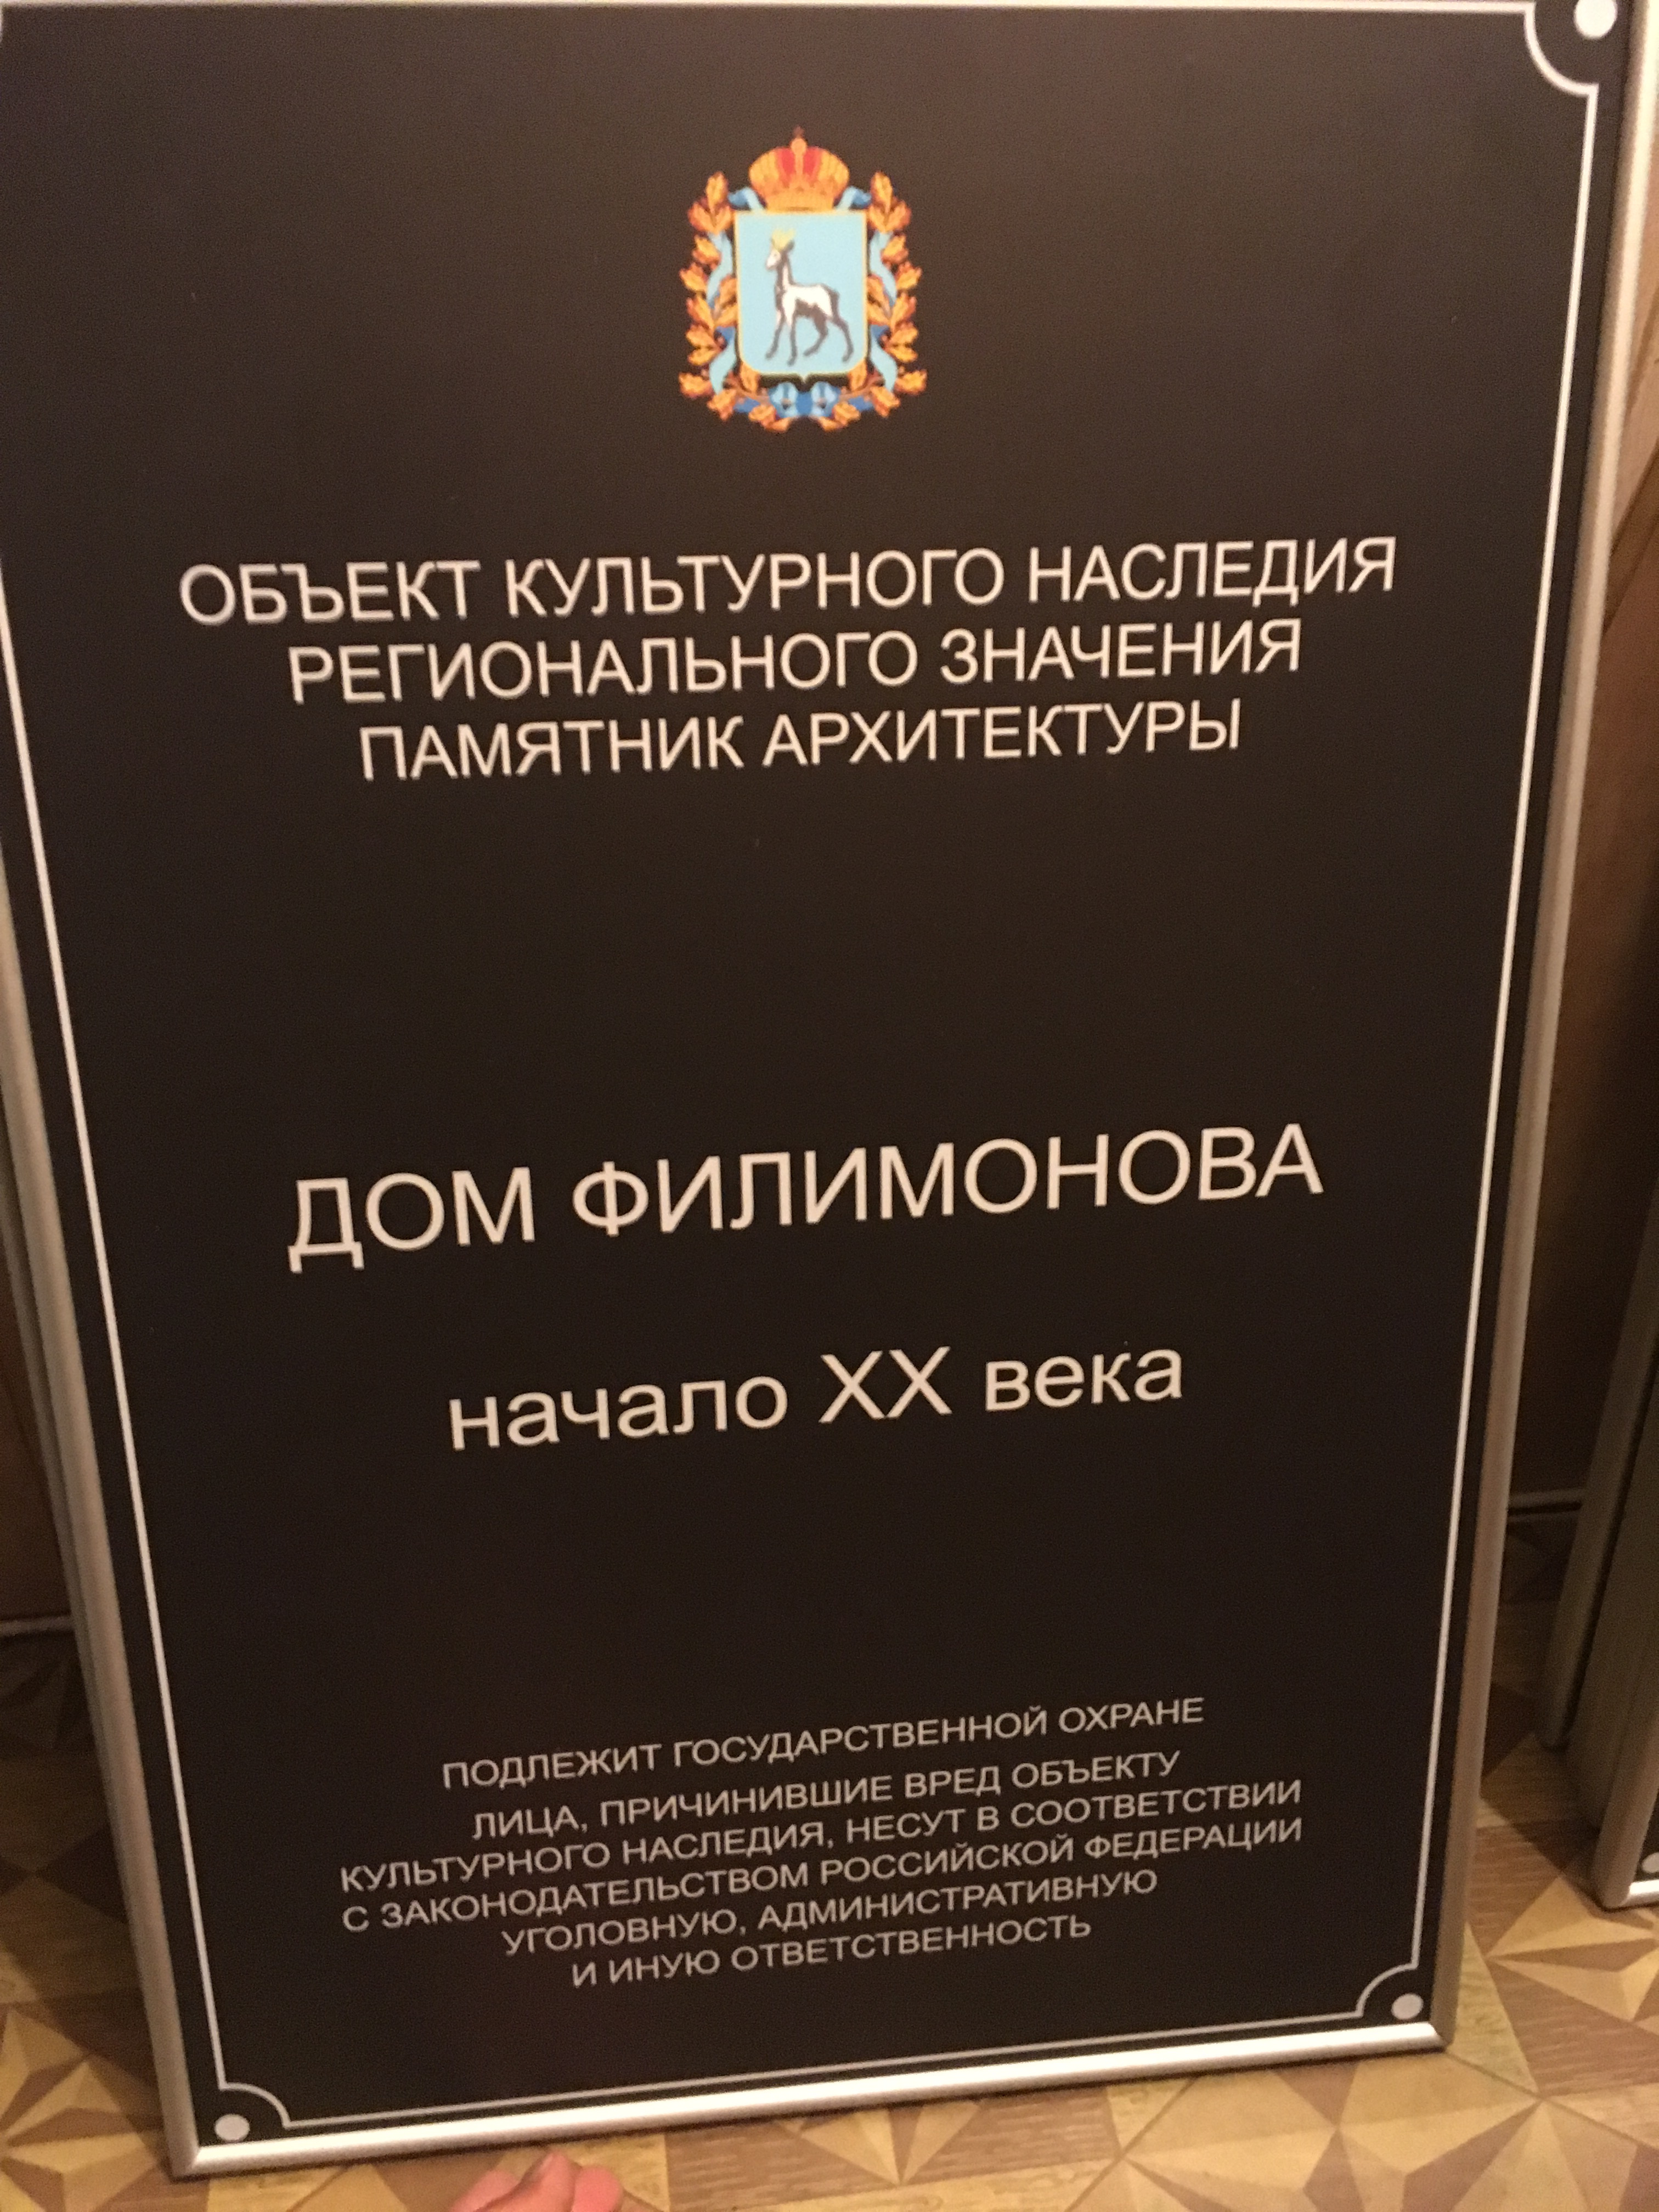 ОБЪЕКТ КУЛЬТУРНОГО НАСЛЕДИЯ
РЕГИОНАЛЬНОГО ЗНАЧЕНИЯ
ПАМЯТНИК АРХИТЕКТУРЫ
ДОМ ФИЛИМОНОВА
начало XX века
ПОДЛЕЖИТ ГОСУДАРСТВЕННОЙ ОХРАНЕ
ЛИЦА, ПРИЧИНИВШИЕ ВРЕД ОБЪЕКТУ
КУЛЬТУРНОГО НАСЛЕДИЯ, НЕСУТ В СООТВЕТСТВИИ
С ЗАКОНОДАТЕЛЬСТВОМ РОССИЙСКОЙ ФЕДЕРАЦИИ
УГОЛОВНУЮ, АДМИНИСТРАТИВНУЮ
И ИНУЮ ОТВЕТСТВЕННОСТЬ